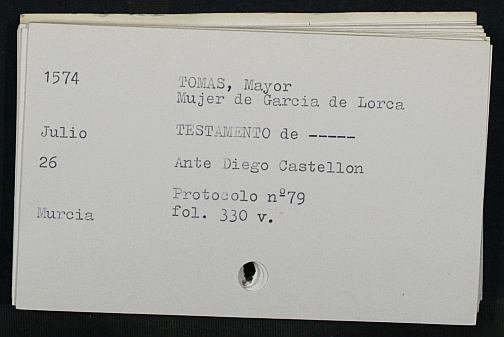 1574 TOMAS, Mayor
Mujer de Garcia de Lorca
Julio TESTAMENTO de -----
26 Ante Diego Castellon
Protocolo nº79
Murcia fol. 330 v.